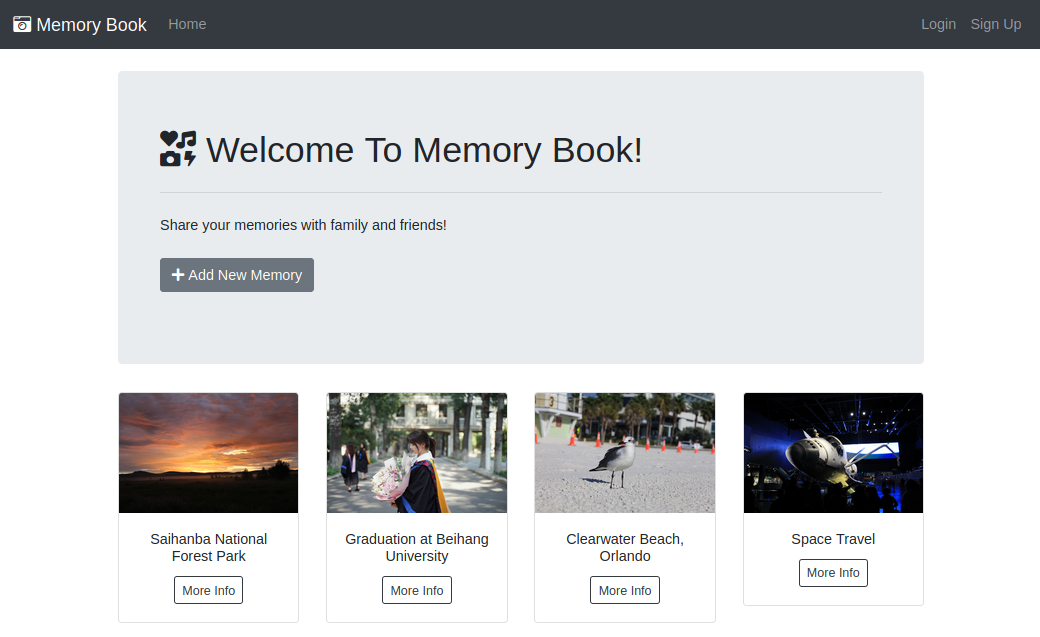 Memory Book Home Login Sign Up
Welcome To Memory Book!
Share your memories with family and friends!
Add New Memory
3
Saihanba National
Forest Park
More Info
Graduation at Beihang
University
More Info
Clearwater Beach,
Orlando
More Info
Space Travel
More Info